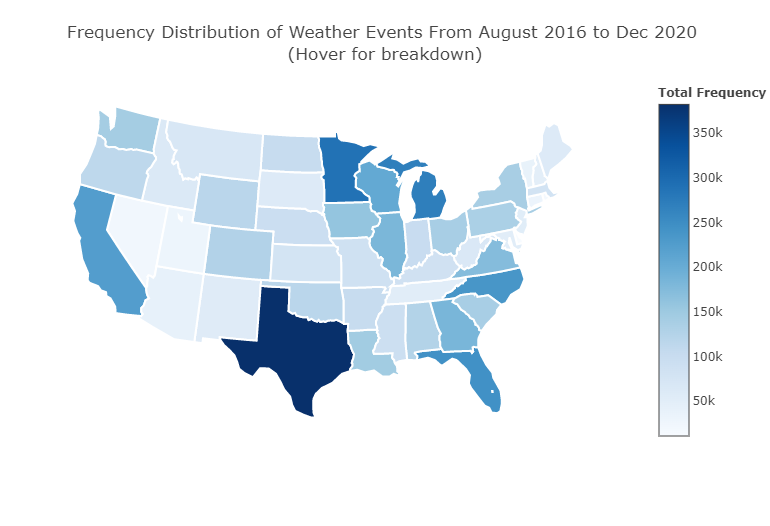 Frequency Distribution of Weather Events From August 2016 to Dec 2020
(Hover for breakdown)
Total Frequency
350k
300k
250k
200k
150k
100k
50k